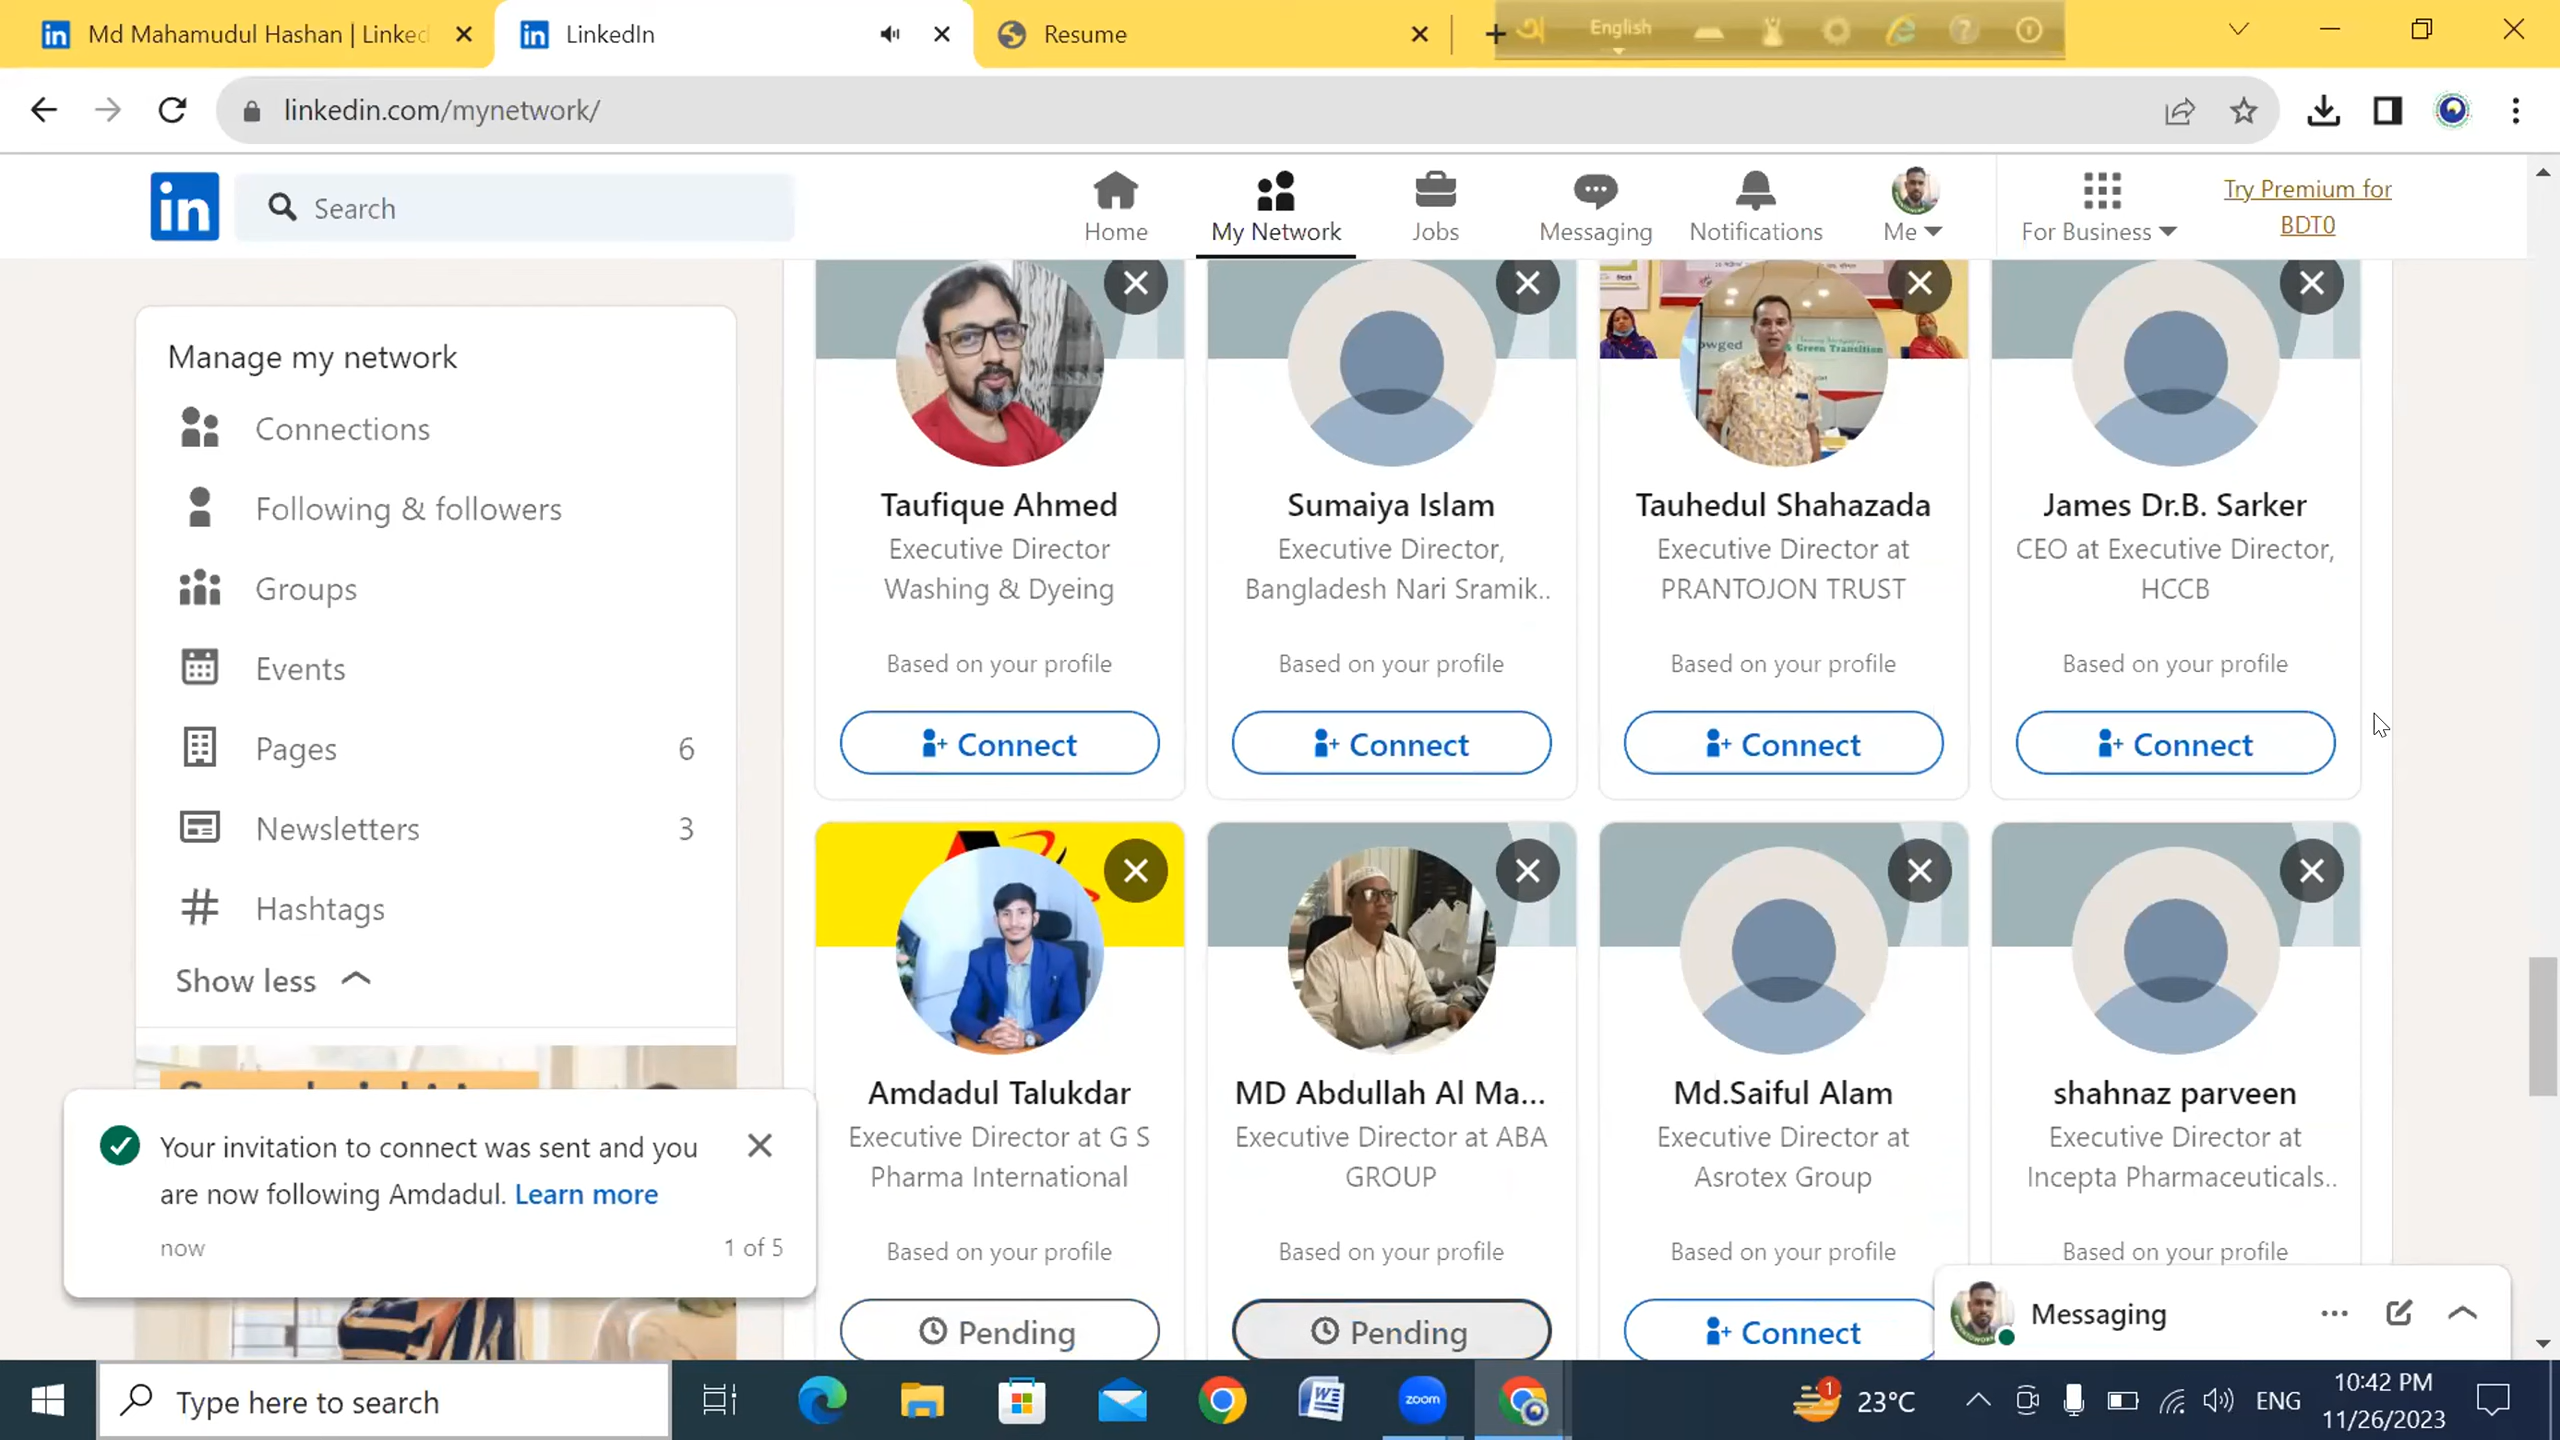 Md Mahamudul Hashan | Linked
LinkedIn
Resume
English
linkedin.com/mynetwork/
in
Search
Home
My Network
Jobs
Messaging
Notifications
Me
For Business
Try Premium for
BDT0
Manage my network
Connections
Following & followers
Groups
Events
Pages 6
Newsletters 3
Hashtags
Show less
owged
Green Transition
Taufique Ahmed
Executive Director
Washing & Dyeing
Based on your profile
Connect
Sumaiya Islam
Executive Director,
Bangladesh Nari Sramik..
Based on your profile
Connect
Tauhedul Shahazada
Executive Director at
PRANTOJON TRUST
Based on your profile
Connect
James Dr.B. Sarker
CEO at Executive Director,
HCCB
Based on your profile
Connect
Amdadul Talukdar
Executive Director at G S
Pharma International
Based on your profile
Pending
MD Abdullah Al Ma...
Executive Director at ABA
GROUP
Based on your profile
Pending
Md.Saiful Alam
Executive Director at
Asrotex Group
Based on your profile
Connect
shahnaz parveen
Executive Director at
Incepta Pharmaceuticals..
Based on your profile
Your invitation to connect was sent and you
are now following Amdadul. Learn more
now 1 of 5
Messaging
Type here to search
zoom
1
23°C
ENG
10:42 PM
11/26/2023